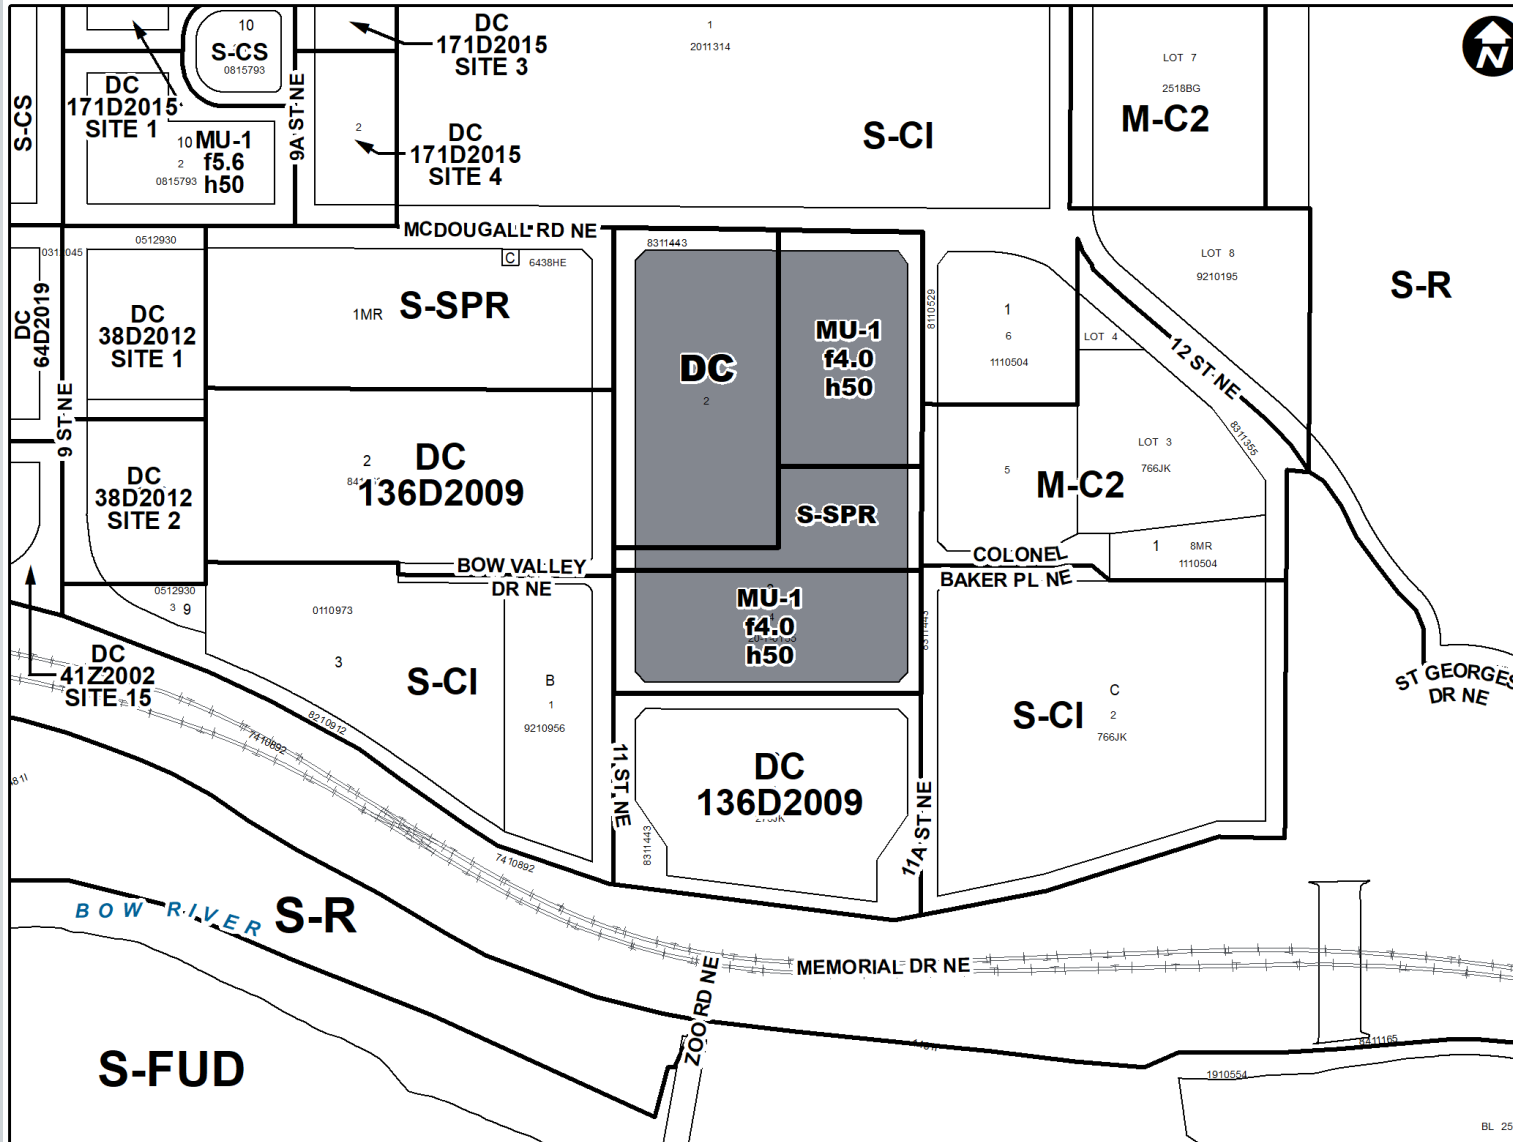 10
S-CS
0815793
DC
171D2015
SITE 3
1
2011314
LOT 7
2518BG
M-C2
N
S-CS
DC
171D2015
SITE 1
10
MU-1
f5.6
h50
2
0815793
9A ST NE
2
DC
171D2015
SITE 4
S-CI
MCDOUGALL RD NE
0512930
8311443
C
6438HE
1MR
S-SPR
DC
64D2019
DC
38D2012
SITE 1
9 ST NE
DC
38D2012
SITE 2
2
DC
136D2009
DC
2
MU-1
f4.0
h50
S-SPR
8110529
1
6
1110504
LOT 4
LOT 8
9210195
S-R
12 ST NE
8311355
LOT 3
766JK
5
M-C2
1
8MR
1110504
BOW VALLEY
DR NE
COLONEL
BAKER PL NE
0512930
3
9
0110973
3
S-CI
B
1
9210956
MU-1
f4.0
h50
8311443
C
2
766JK
S-CI
ST GEORGES
DR NE
DC
41Z2002
SITE 15
8210912
7410892
11 ST NE
DC
136D2009
8311443
11A ST NE
7410892
BOW RIVER
S-R
MEMORIAL DR NE
ZOO RD NE
8411165
1910554
S-FUD
BL 25